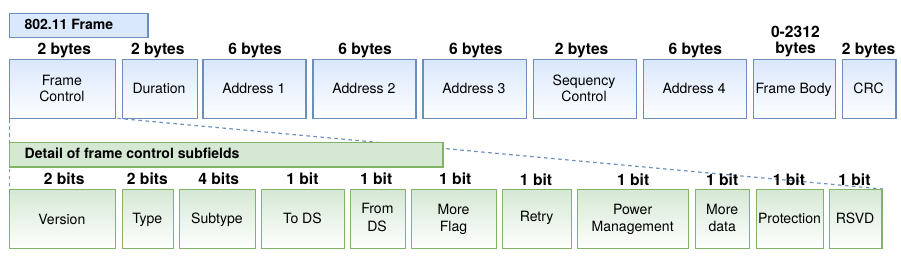 802.11 Frame
2 bytes 2 bytes 6 bytes 6 bytes 6 bytes 2 bytes 6 bytes 0-2312 bytes 2 bytes
Frame Control Duration Address 1 Address 2 Address 3 Sequency Control Address 4 Frame Body CRC
Detail of frame control subfields
2 bits 2 bits 4 bits 1 bit 1 bit 1 bit 1 bit 1 bit 1 bit 1 bit 1 bit
Version Type Subtype To DS From DS More Flag Retry Power Management More data Protection RSVD